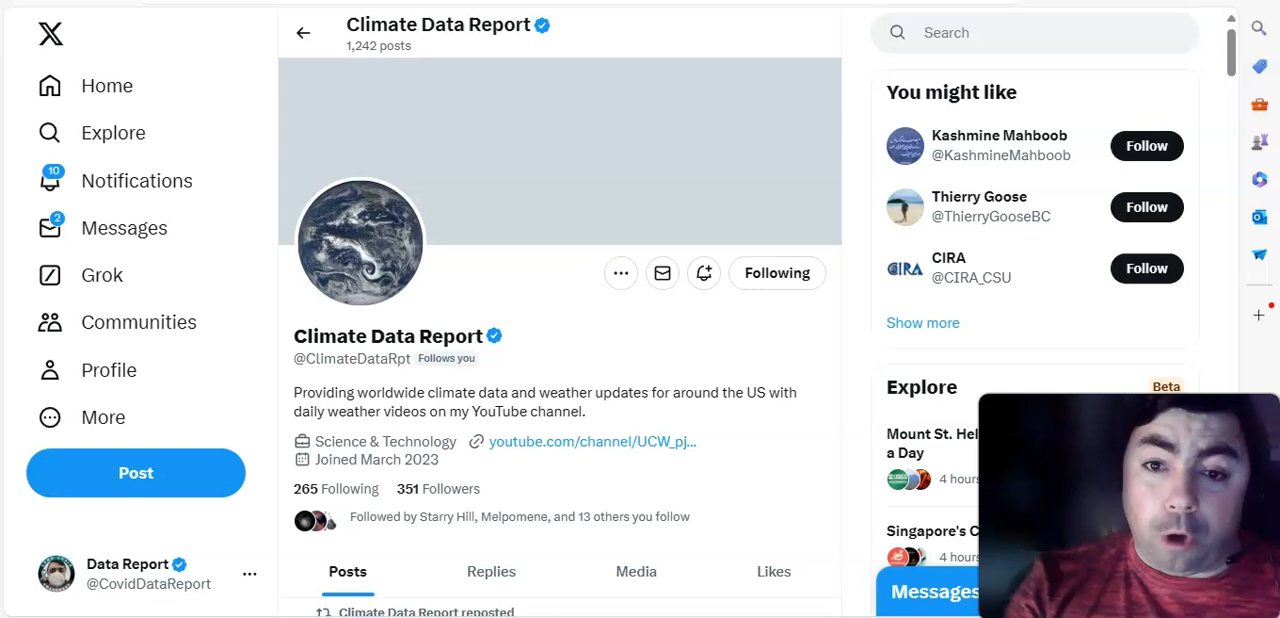 Home
Explore
10
Notifications
2
Messages
Grok
Communities
Profile
More
Post
Data Report
@CovidDataReport
Climate Data Report
1,242 posts
Following
Climate Data Report
@ClimateDataRpt Follows you
Providing worldwide climate data and weather updates for around the US with
daily weather videos on my YouTube channel.
Science & Technology youtube.com/channel/UCW_pj...
Joined March 2023
265 Following 351 Followers
Followed by Starry Hill, Melpomene, and 13 others you follow
Posts Replies Media Likes
Climate Data Report reposted
Search
You might like
Kashmine Mahboob
@KashmineMahboob
Follow
Thierry Goose
@ThierryGooseBC
Follow
CIRA
CIRA
@CIRA_CSU
Follow
Show more
Explore
Beta
Mount St. Hel
a Day
4 hours
Singapore's C
4 hours
Messages